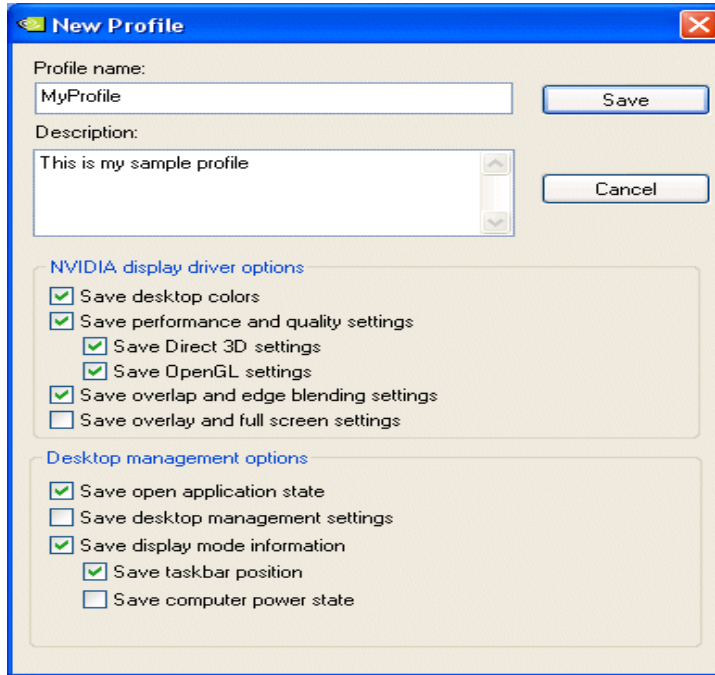 New Profile
Profile name:
MyProfile
Save
Description:
This is my sample profile
Cancel
NVIDIA display driver options
Save desktop colors
Save performance and quality settings
Save Direct 3D settings
Save OpenGL settings
Save overlap and edge blending settings
Save overlay and full screen settings
Desktop management options
Save open application state
Save desktop management settings
Save display mode information
Save taskbar position
Save computer power state